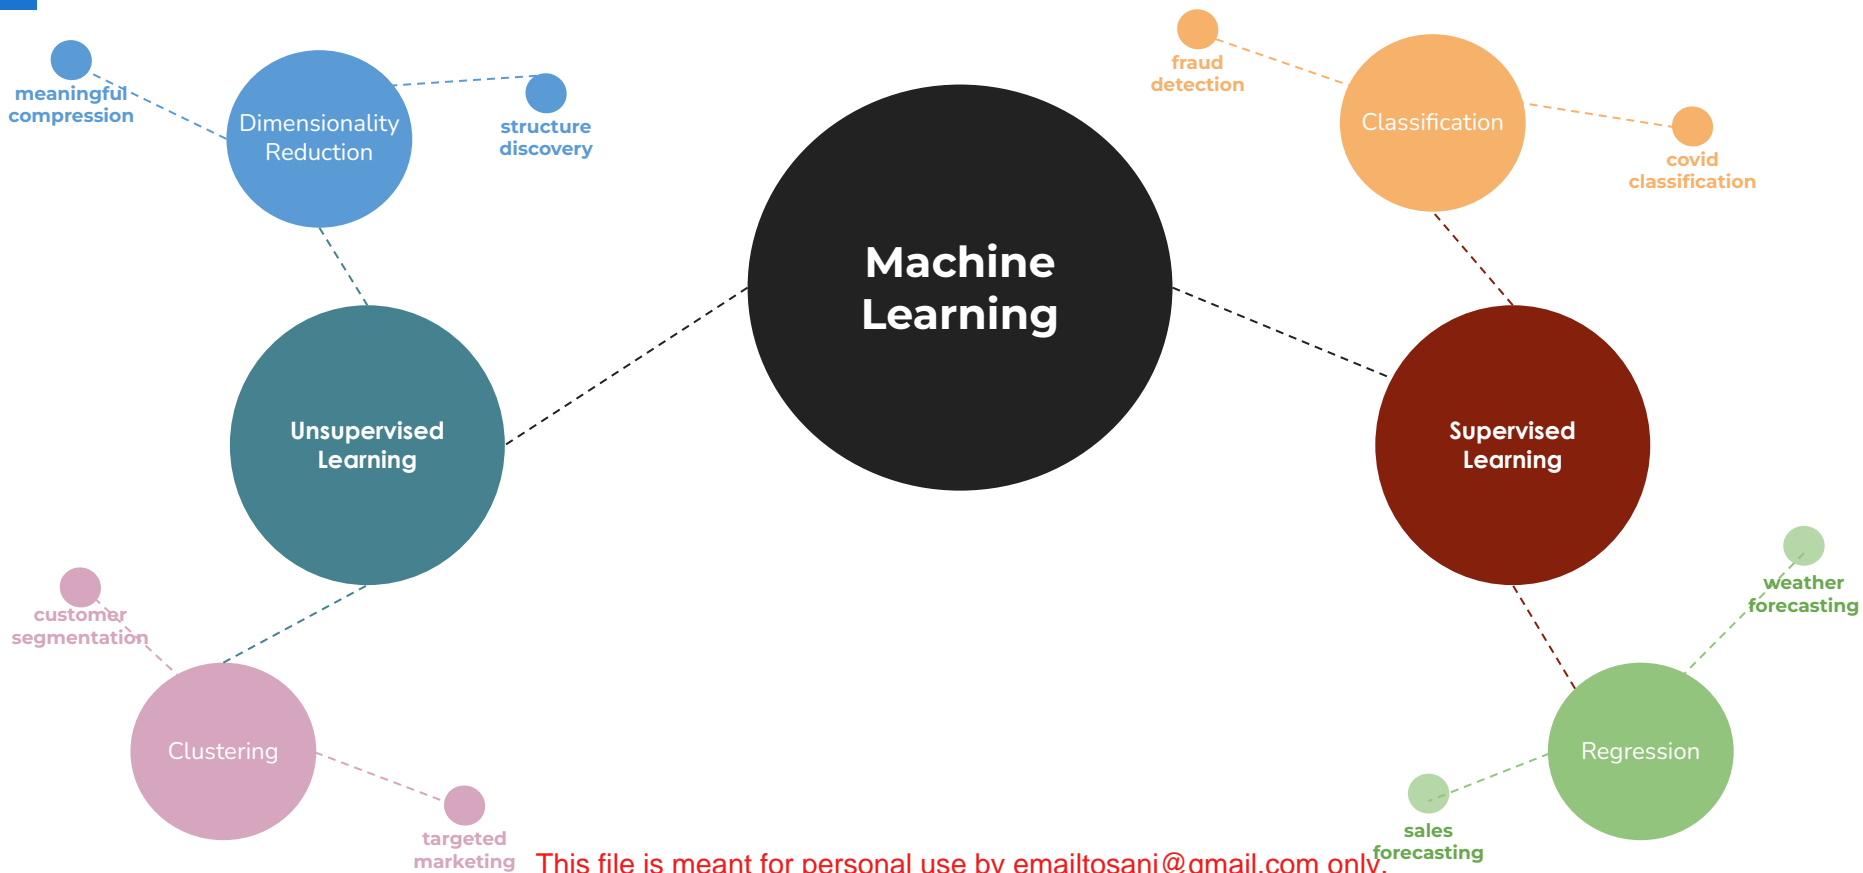 meaningful
compression
Dimensionality
Reduction
structure
discovery
Machine
Learning
fraud
detection
Classification
covid
classification
Unsupervised
Learning
Supervised
Learning
customer
segmentation
Clustering
targeted
marketing
weather
forecasting
Regression
sales
forecasting
This file is meant for personal use by emailtosani@gmail.com only.